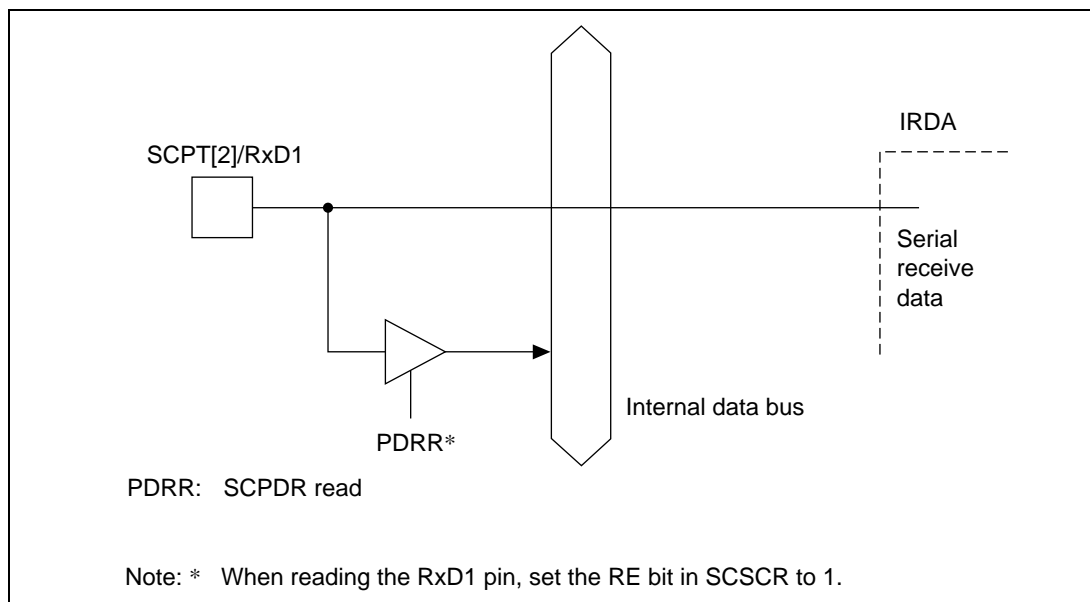 IRDA
SCPT[2]/RxD1
Serial
receive
data
Internal data bus
PDRR*
PDRR: SCPDR read
Note: * When reading the RxD1 pin, set the RE bit in SCSCR to 1.